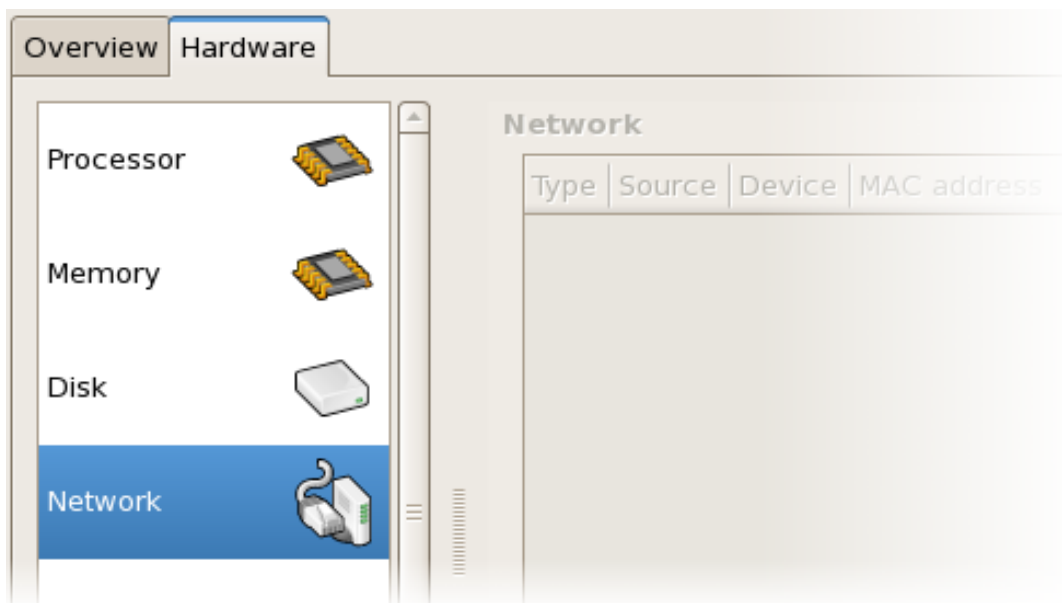 Overview Hardware
Processor
Memory
Disk
Network
Network
Type Source Device MAC address